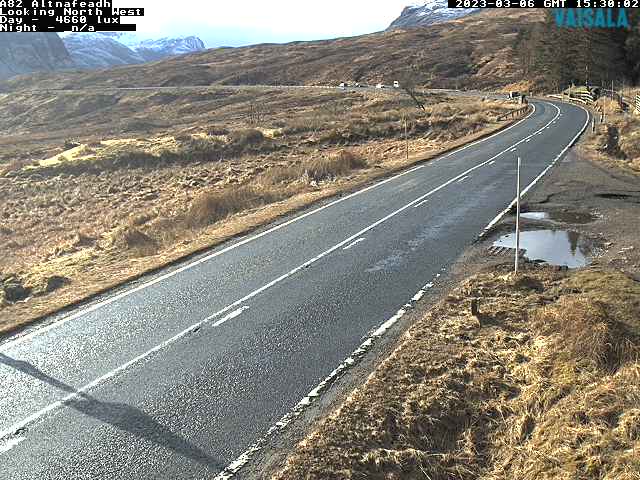 A82 Altnafeadh
2023-03-06 GMT 15:30:02
Looking North West
VAISALA
Day - 4660 lux
Night - n/a